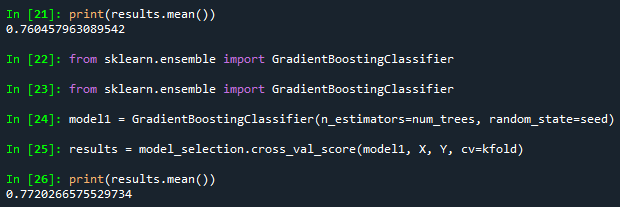 In [21]: print(results.mean())
0.760457963089542
In [22]: from sklearn.ensemble import GradientBoostingClassifier
In [23]: from sklearn.ensemble import GradientBoostingClassifier
In [24]: model1 = GradientBoostingClassifier(n_estimators=num_trees, random_state=seed)
In [25]: results = model_selection.cross_val_score(model1, X, Y, cv=kfold)
In [26]: print(results.mean())
0.7720266575529734